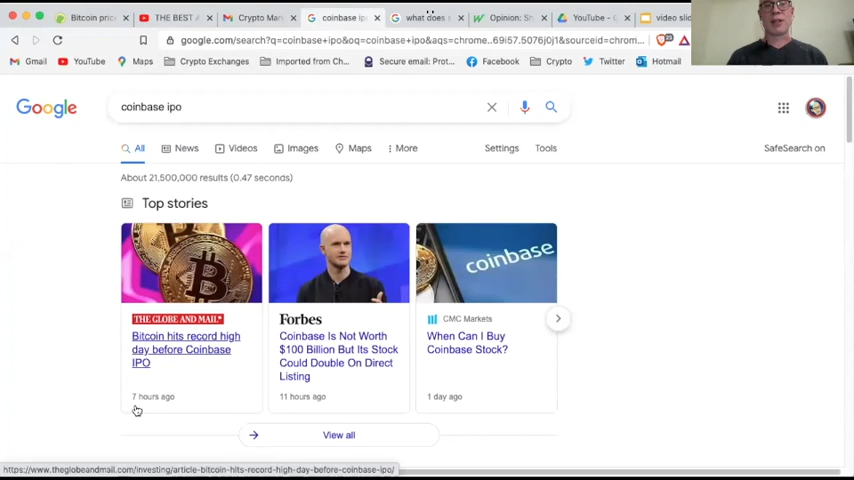 Bitcoin pric
THE BEST A
Crypto Mark
coinbase ipo
what does
Opinion: Sh
YouTube - G
video slid
google.com/search?q=coinbase+ipo&oq=coinbase+ipo&aqs=chrome..69i57.5076j0j1&sourceid=chrom...
Gmail
YouTube
Maps
Crypto Exchanges
Imported from Ch...
Secure email: Prot...
Facebook
Crypto
Twitter
Hotmail
Google
coinbase ipo
All
News
Videos
Images
Maps
More
Settings
Tools
SafeSearch on
About 21,500,000 results (0.47 seconds)
Top stories
coinbase
THE GLOBE AND MAIL*
Bitcoin hits record high
day before Coinbase
IPO
7 hours ago
Forbes
Coinbase Is Not Worth
$100 Billion But Its Stock
Could Double On Direct
Listing
11 hours ago
CMC Markets
When Can I Buy
Coinbase Stock?
1 day ago
View all
https://www.theglobeandmail.com/investing/article-bitcoin-hits-record-high-day-before-coinbase-ipo/